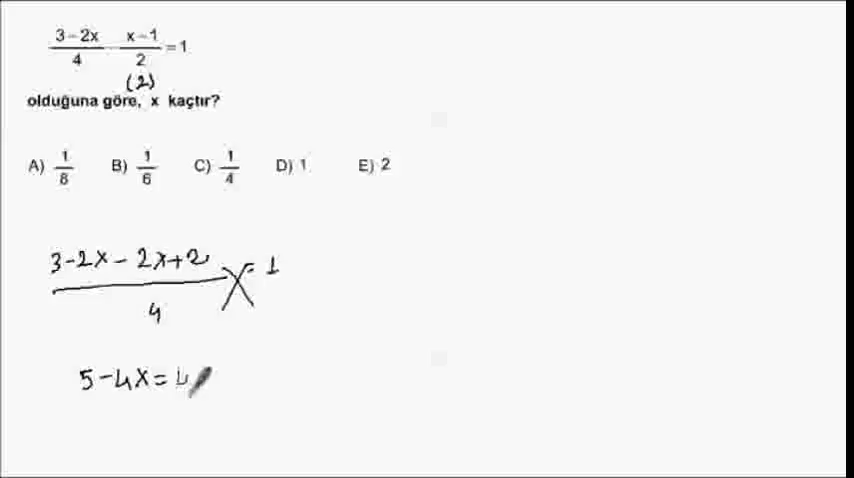 3 – 2x / 4   x – 1 / 2 = 1
(2)
olduğuna göre, x kaçtır?
A) 1/8 B) 1/6 C) 1/4 D) 1 E) 2
3-2x - 2x+2 / 4 = 1
5-4x = 4